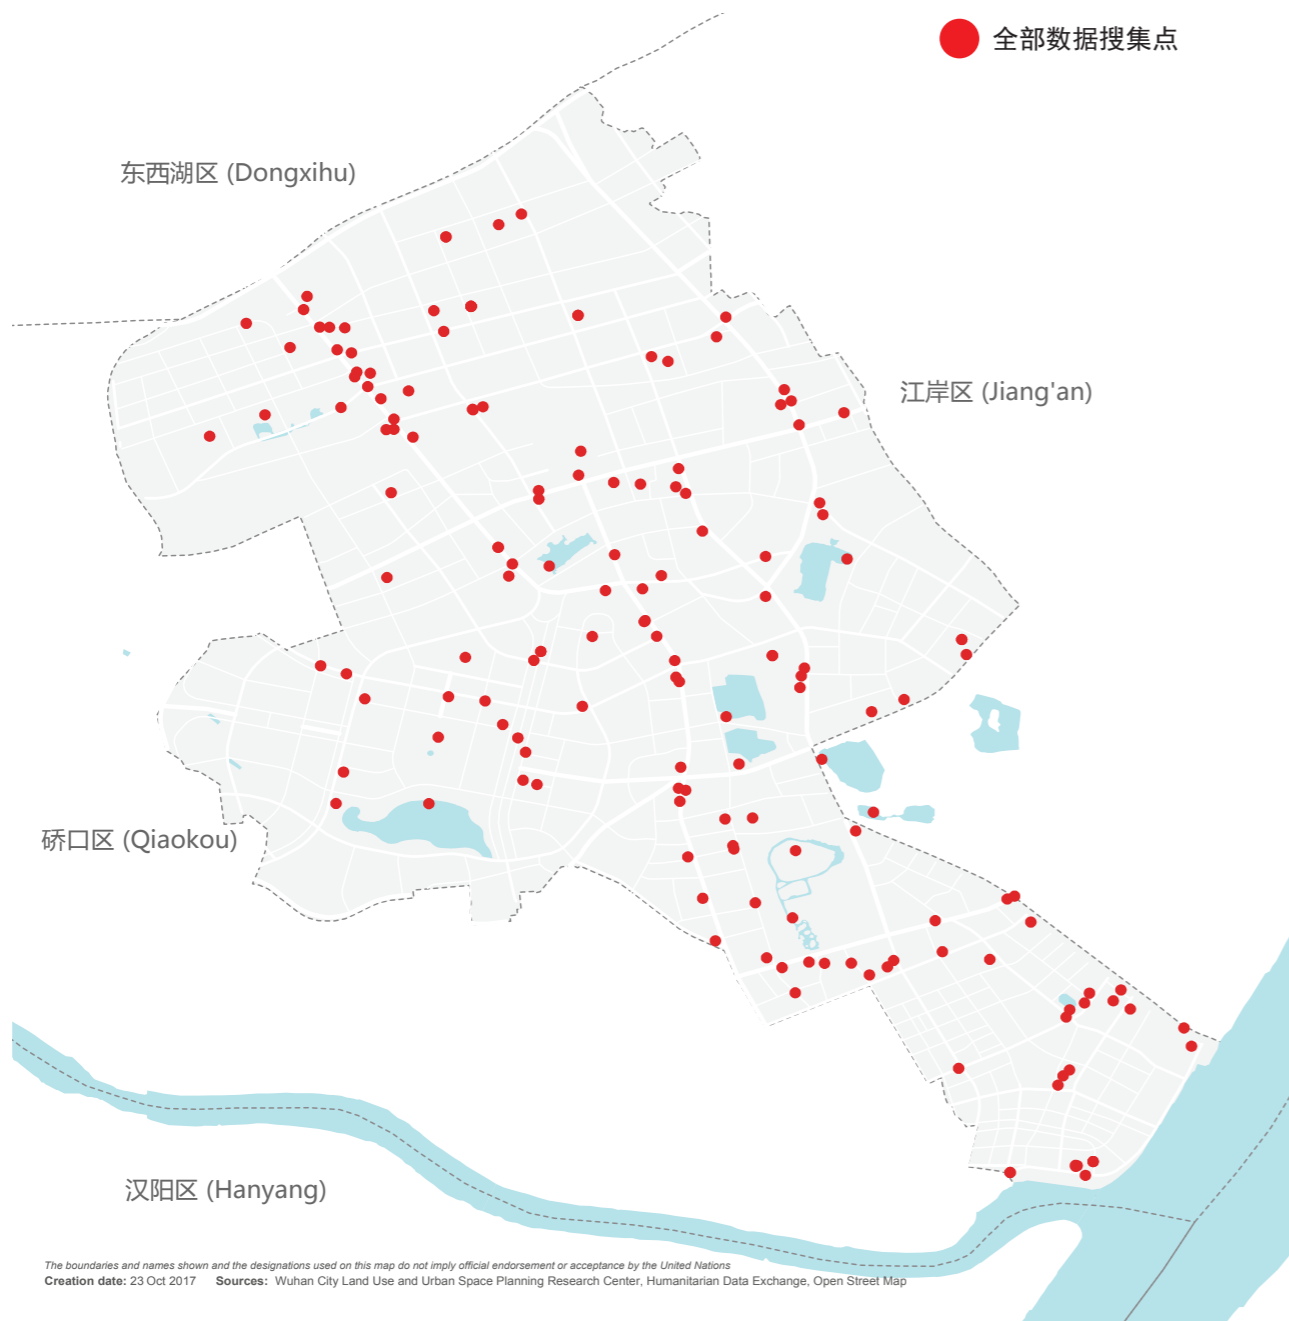 全部数据搜集点
东西湖区 (Dongxihu)
江岸区 (Jiang'an)
硚口区 (Qiaokou)
汉阳区 (Hanyang)
The boundaries and names shown and the designations used on this map do not imply official endorsement or acceptance by the United Nations
Creation date: 23 Oct 2017 Sources: Wuhan City Land Use and Urban Space Planning Research Center, Humanitarian Data Exchange, Open Street Map